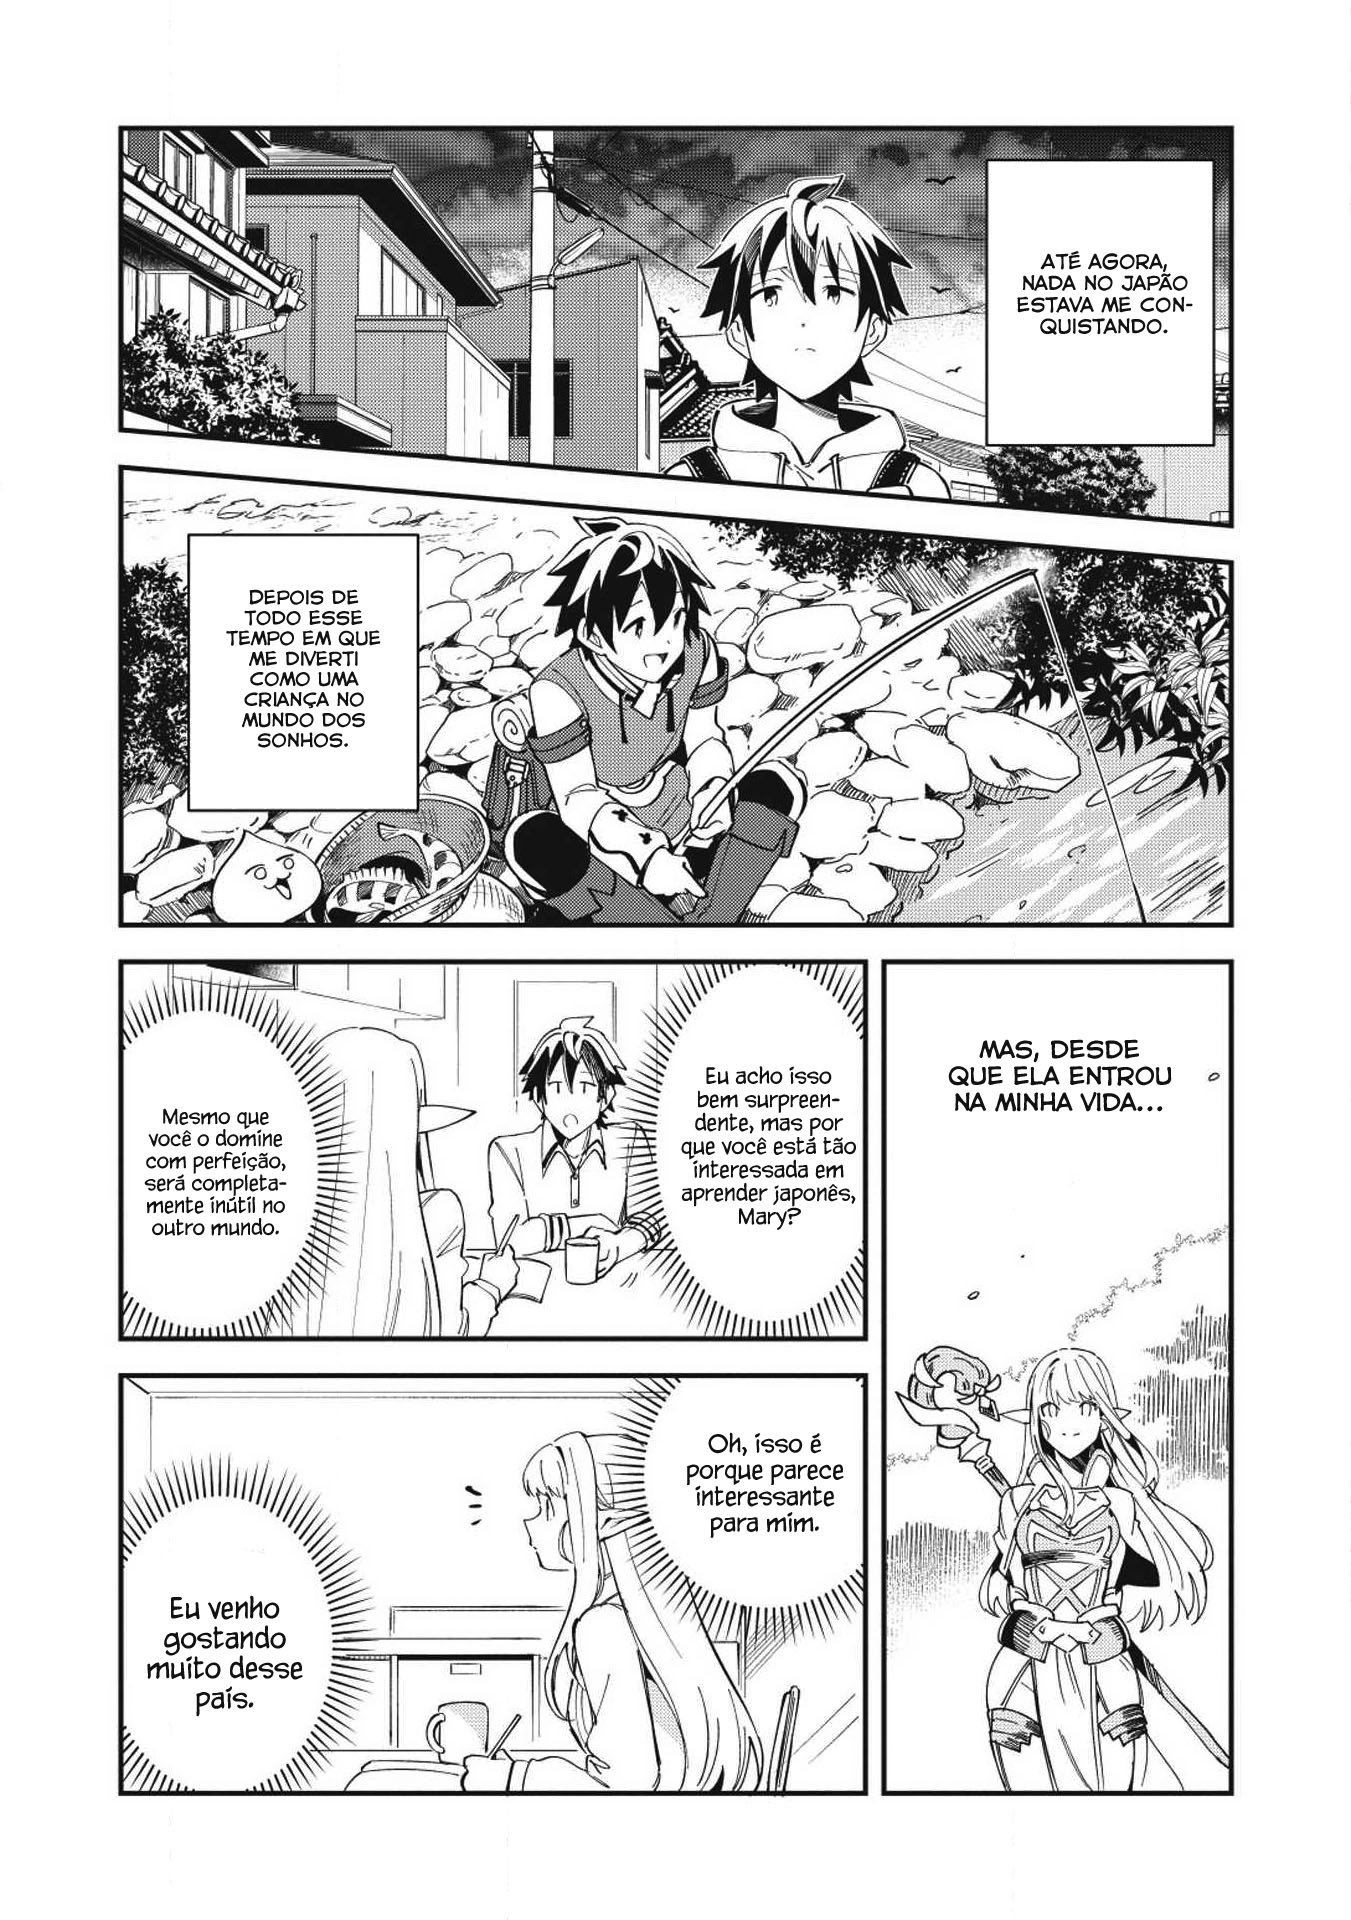 ATÉ AGORA,
NADA NO JAPÃO
ESTAVA ME CON-
QUISTANDO.
DEPOIS DE
TODO ESSE
TEMPO EM QUE
ME DIVERTI
COMO UMA
CRIANÇA NO
MUNDO DOS
SONHOS.
MAS, DESDE
QUE ELA ENTROU
NA MINHA VIDA...
Eu acho isso
bem surpreen-
dente, mas por
que você está tão
interessada em
aprender japonês,
Mary?
Mesmo que
você o domine
com perfeição,
será completa-
mente inútil no
outro mundo.
Oh, isso é
porque parece
interessante
para mim.
Eu venho
gostando
muito desse
país.